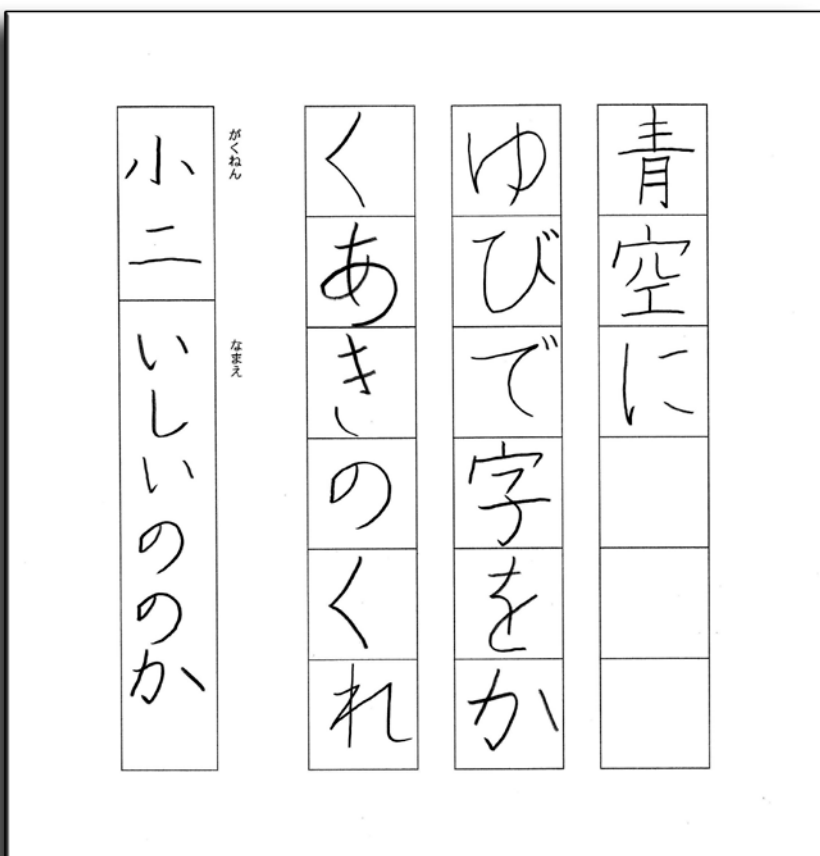 青空に
ゆびで字をか
くあきのくれ
がくねん
小二
なまえ
いしいののか